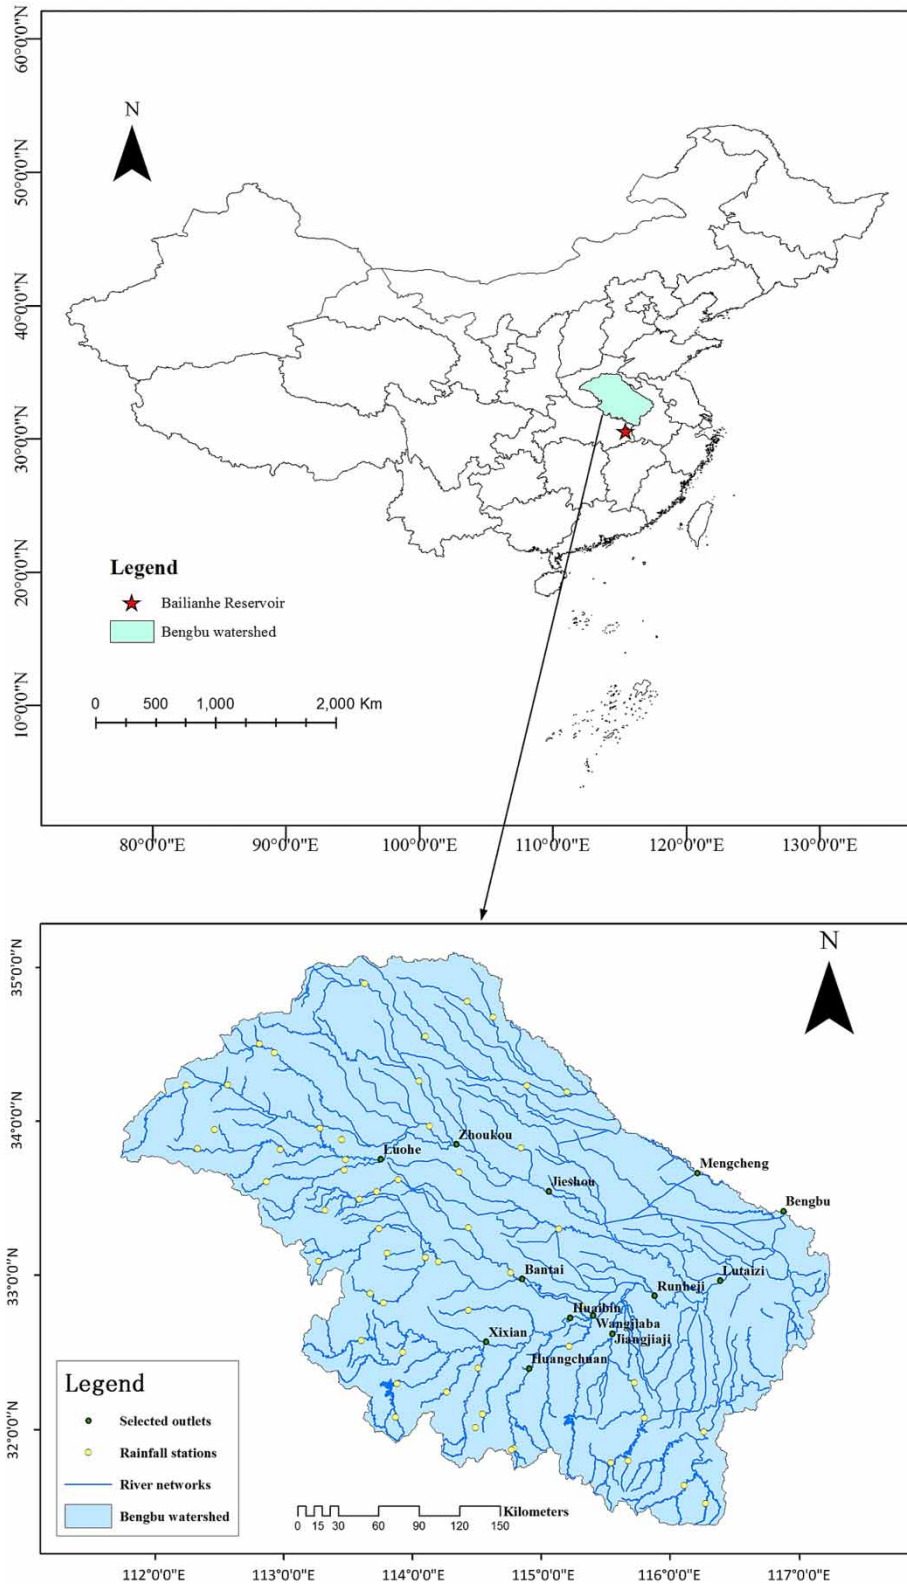 60°0'0"N
N
50°0'0"N
40°0'0"N
30°0'0"N
20°0'0"N
10°0'0"N
Legend
Bailianhe Reservoir
Bengbu watershed
0 500 1,000 2,000 Km
80°0'0"E 90°0'0"E 100°0'0"E 110°0'0"E 120°0'0"E 130°0'0"E
N
35°0'0"N
34°0'0"N
33°0'0"N
32°0'0"N
Zhoukou
Luohe
Mengcheng
Jieshou
Bengbu
Bantai
Lutaizi
Runheji
Huaibin
Wangjiaba
Xixian
Jiangjiaji
Huangchuan
Legend
Selected outlets
Rainfall stations
River networks
Bengbu watershed
Kilometers
0 15 30 60 90 120 150
112°0'0"E 113°0'0"E 114°0'0"E 115°0'0"E 116°0'0"E 117°0'0"E